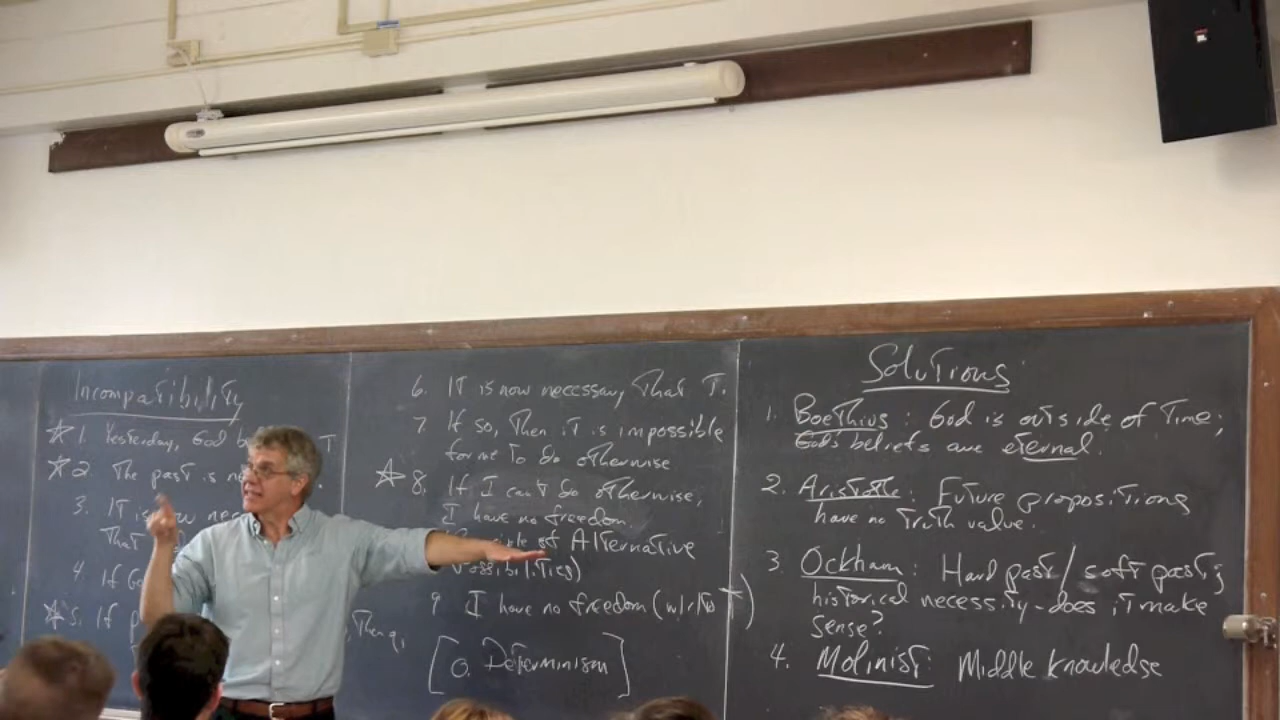 Incompatibility
1. Yesterday, God b T
2. The past is ne
3. It is now nec
That
4. If G
5. If p
, Then q,
6. IT is now necessary That T.
7. If so, Then iT is impossible
for me To do oTherwise
8. If I can't do oTherwise,
I have no freedom.
of AlTernative
Possibilities)
9 I have no freedom (w/r/to T)
[0. DeTerminism]
SoluTions
1. BoeThius: God is ouTside of Time;
God's beliefs are eternal.
2. AristoTle: FuTure proposiTions
have no TruTh value.
3. Ockham: Hard past/soft past;
hisTorical necessiTy-does iT make
sense?
4. MolinisT: Middle knowledge